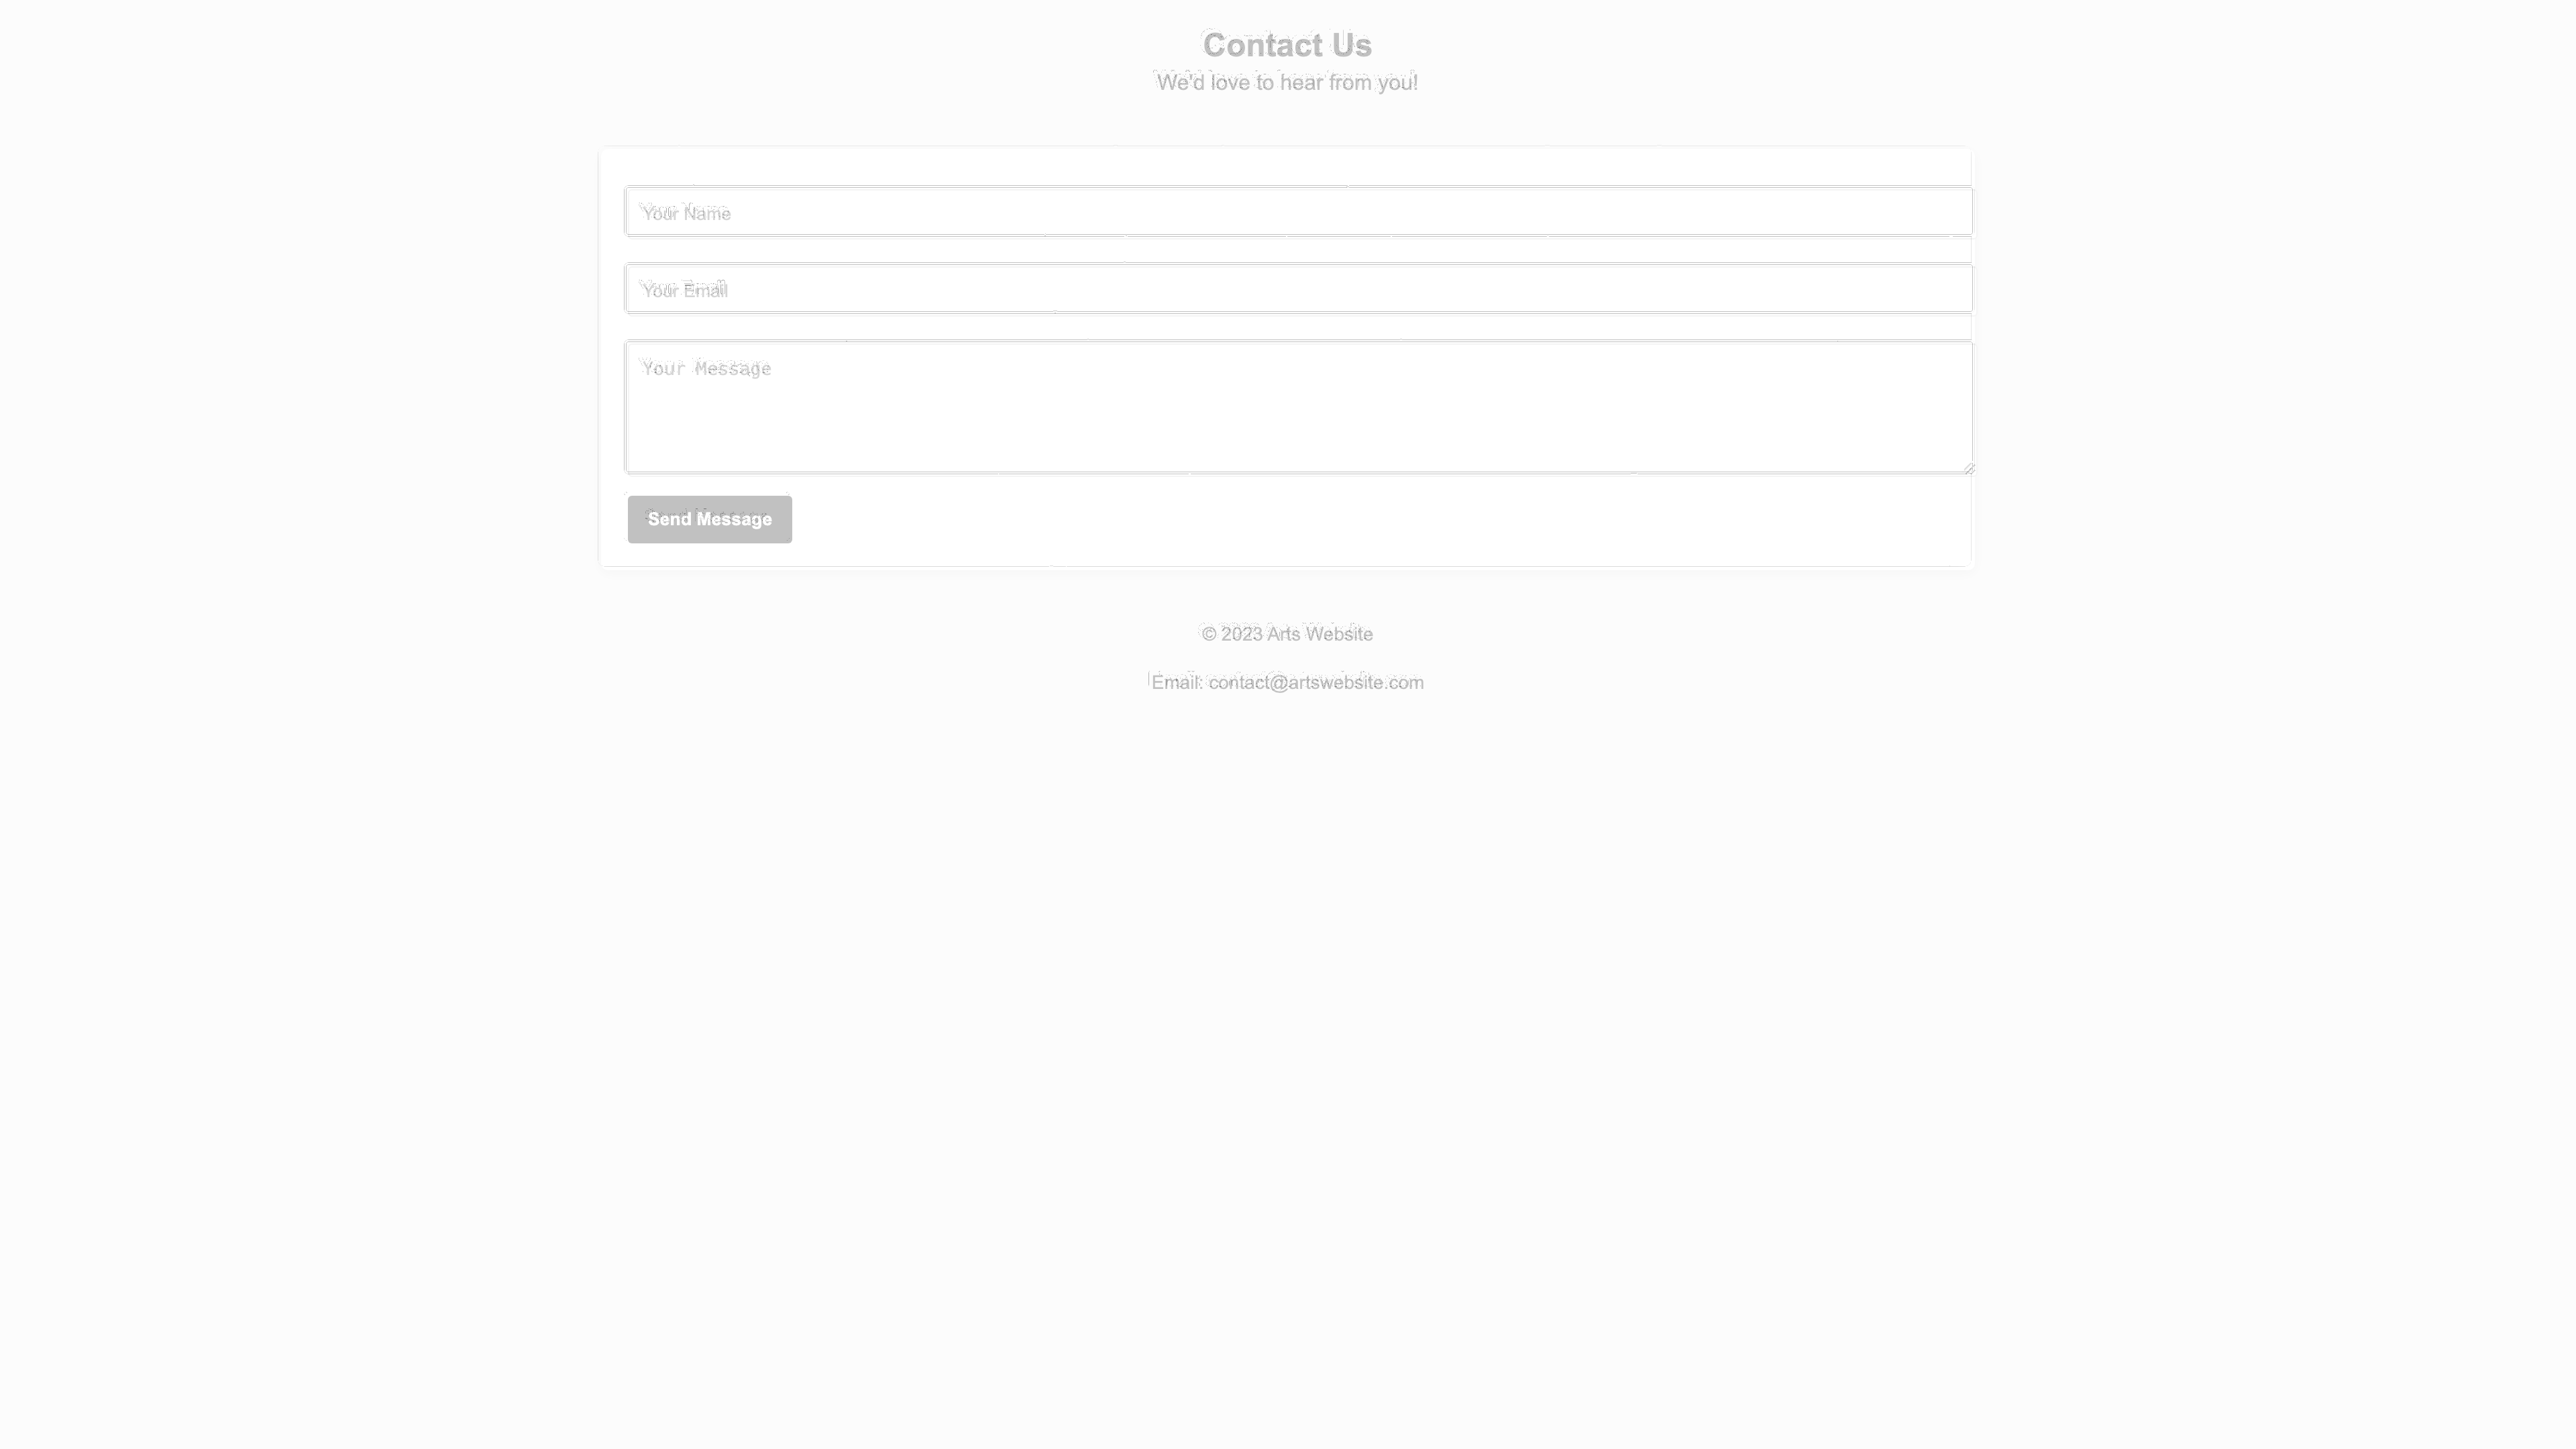 Contact Us
We'd love to hear from you!
Your Name
Your Email
Your Message
Send Message
© 2023 Arts Website
Email: contact@artswebsite.com